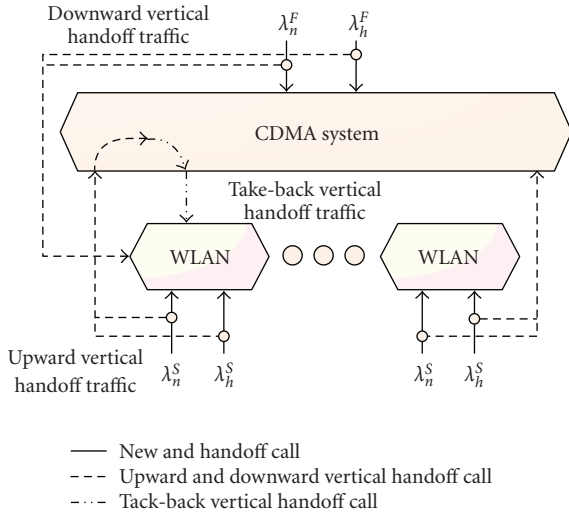 Downward vertical
handoff traffic
λ_n^F
λ_h^F
CDMA system
Take-back vertical
handoff traffic
WLAN
WLAN
Upward vertical
handoff traffic
λ_n^S
λ_h^S
λ_n^S
λ_h^S
New and handoff call
Upward and downward vertical handoff call
Tack-back vertical handoff call